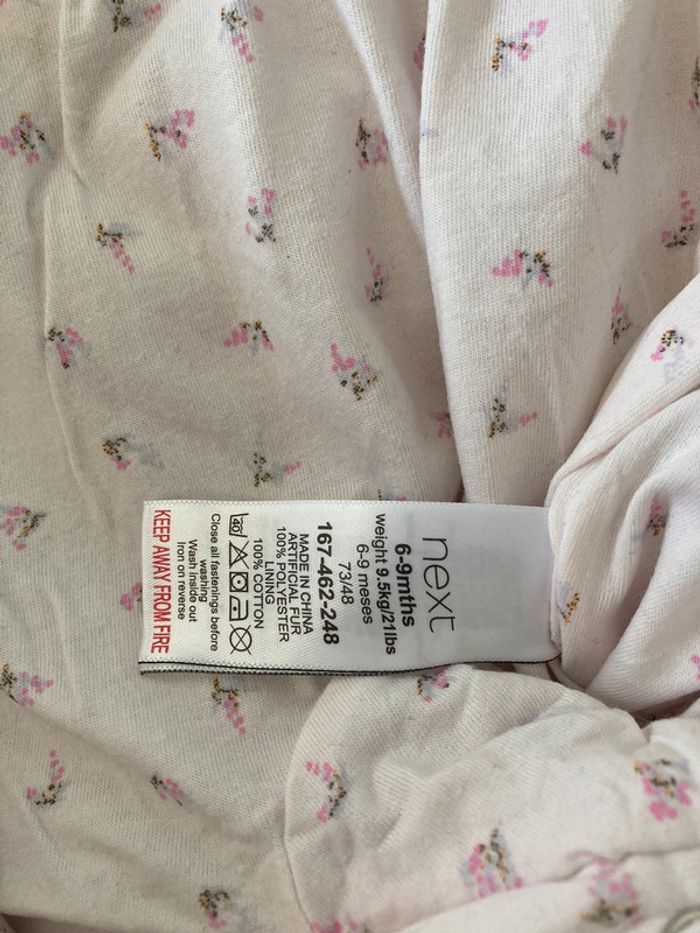 next
6-9mths
weight 9.5kg/21lbs
73/48
6-9 meses
167-462-248
MADE IN CHINA
ARTIFICIAL FUR
100% POLYESTER
LINING
100% COTTON
40
Close all fastenings before
washing
Wash inside out
Iron on reverse
KEEP AWAY FROM FIRE